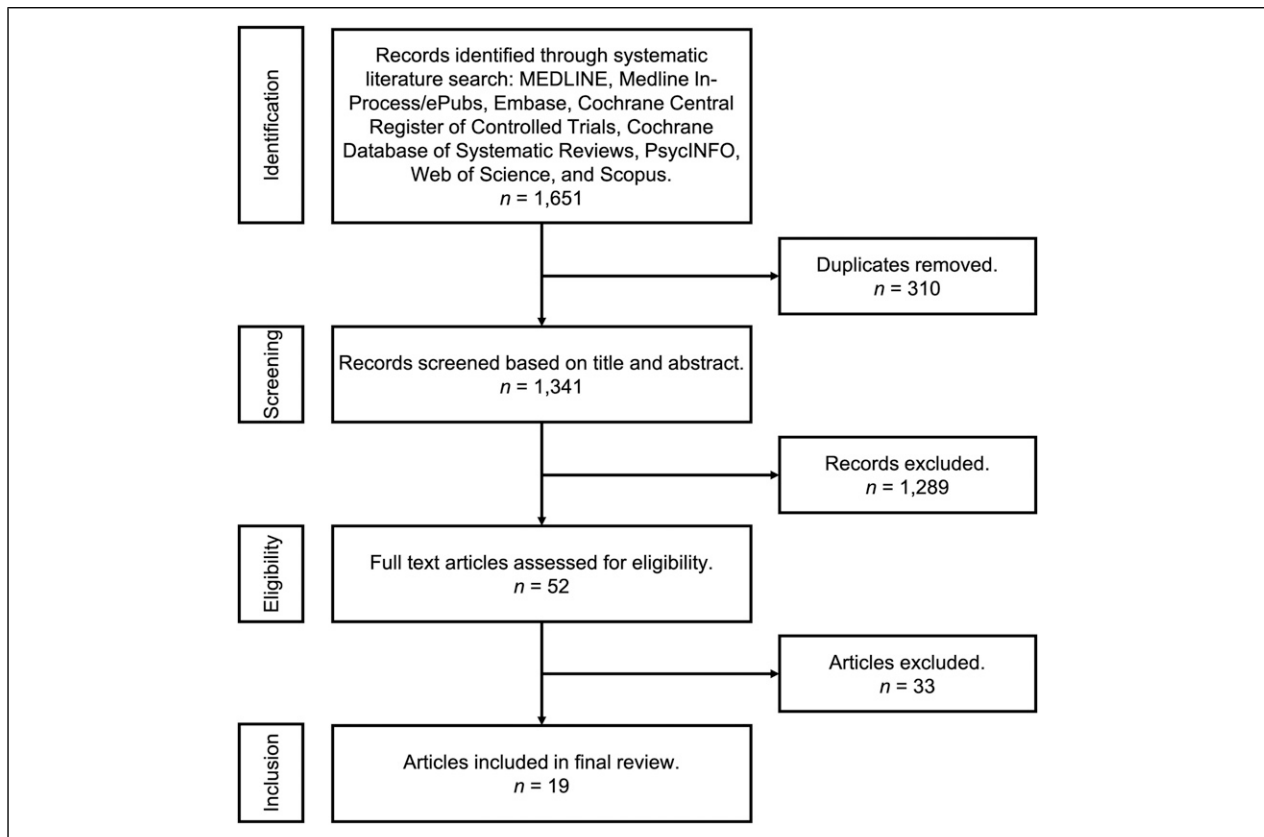 Identification
Records identified through systematic
literature search: MEDLINE, Medline In-
Process/ePubs, Embase, Cochrane Central
Register of Controlled Trials, Cochrane
Database of Systematic Reviews, PsycINFO,
Web of Science, and Scopus.
n = 1,651
Duplicates removed.
n = 310
Screening
Records screened based on title and abstract.
n = 1,341
Records excluded.
n = 1,289
Eligibility
Full text articles assessed for eligibility.
n = 52
Articles excluded.
n = 33
Inclusion
Articles included in final review.
n = 19